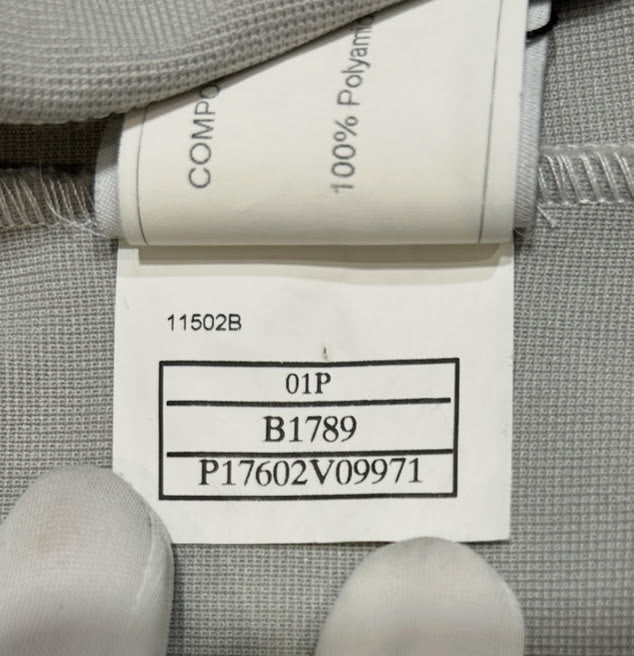 COMPO
100% Polyam
11502B
01P
B1789
P17602V09971